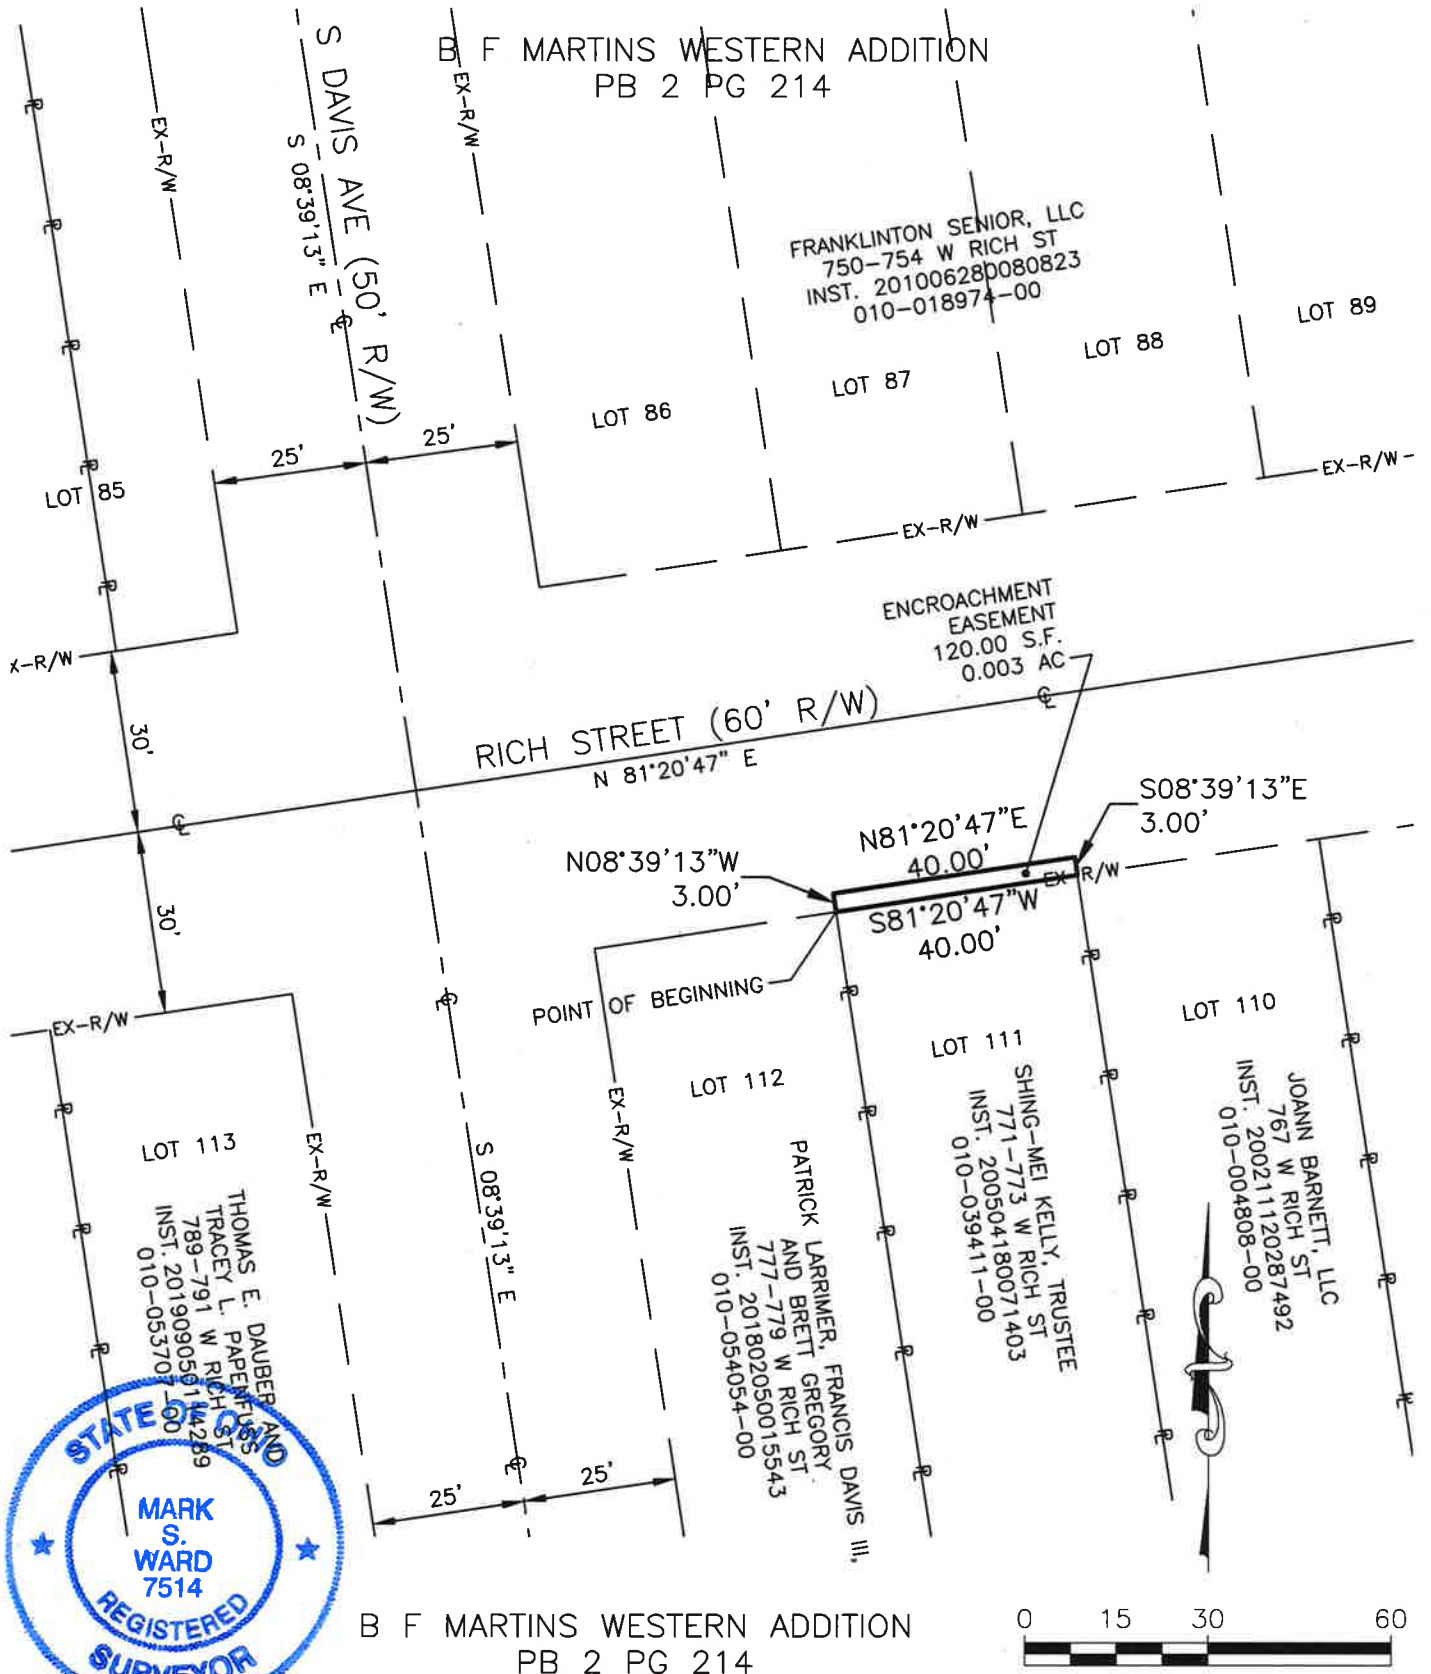 B F MARTINS WESTERN ADDITION
PB 2 PG 214
S DAVIS AVE (50' R/W)
S 08°39'13" E
EX-R/W
EX-R/W
FRANKLINTON SENIOR, LLC
750-754 W RICH ST
INST. 201006280080823
010-018974-00
LOT 89
LOT 88
LOT 87
LOT 86
LOT 85
25'
25'
EX-R/W
EX-R/W
X-R/W
ENCROACHMENT
EASEMENT
120.00 S.F.
0.003 AC
30'
RICH STREET (60' R/W)
N 81°20'47" E
S08°39'13"E
3.00'
N81°20'47"E
40.00'
N08°39'13"W
3.00'
EX-R/W
S81°20'47"W
40.00'
30'
POINT OF BEGINNING
EX-R/W
LOT 110
LOT 111
LOT 112
LOT 113
EX-R/W
EX-R/W
S 08°39'13" E
JOANN BARNETT, LLC
767 W RICH ST
INST. 200211120287492
010-004808-00
SHING-MEI KELLY, TRUSTEE
771-773 W RICH ST
INST. 200504180071403
010-039411-00
PATRICK LARRIMER, FRANCIS DAVIS III,
AND BRETT GREGORY
777-779 W RICH ST
INST. 201802050015543
010-054054-00
THOMAS E. DAUBER AND
TRACEY L. PAPENFUSS
789-791 W RICH ST
INST. 201909050114289
010-053707-00
25'
25'
STATE OF OHIO
MARK
S.
WARD
7514
REGISTERED
SURVEYOR
B F MARTINS WESTERN ADDITION
PB 2 PG 214
0 15 30 60